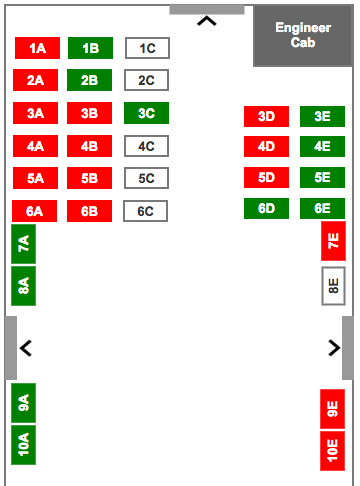 Engineer
Cab
1A 1B 1C
2A 2B 2C
3A 3B 3C 3D 3E
4A 4B 4C 4D 4E
5A 5B 5C 5D 5E
6A 6B 6C 6D 6E
7A 7E
8A 8E
9A 9E
10A 10E